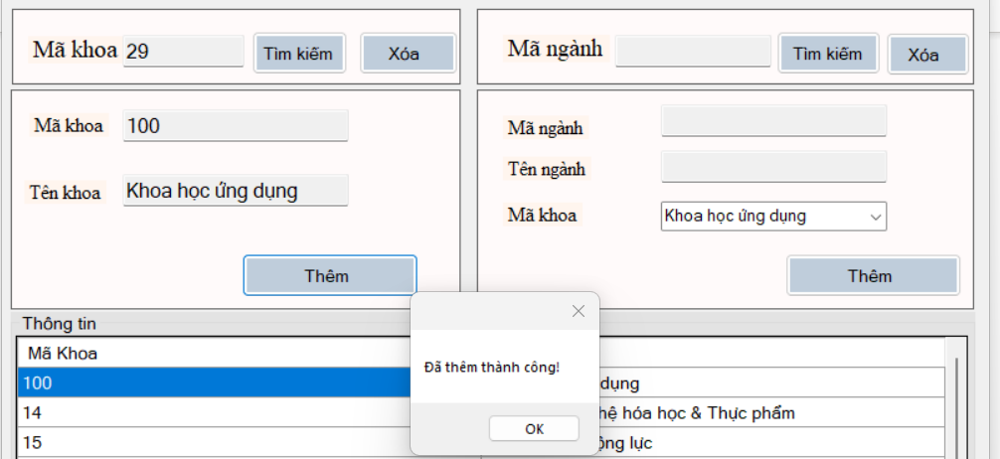 Mã khoa 29 Tìm kiếm Xóa
Mã ngành Tìm kiếm Xóa
Mã khoa 100
Tên khoa Khoa học ứng dụng
Thêm
Mã ngành
Tên ngành
Mã khoa Khoa học ứng dụng
Thêm
Thông tin
Mã Khoa
100 dụng
14 hệ hóa học & Thực phẩm
15 ộng lực
Đã thêm thành công!
OK